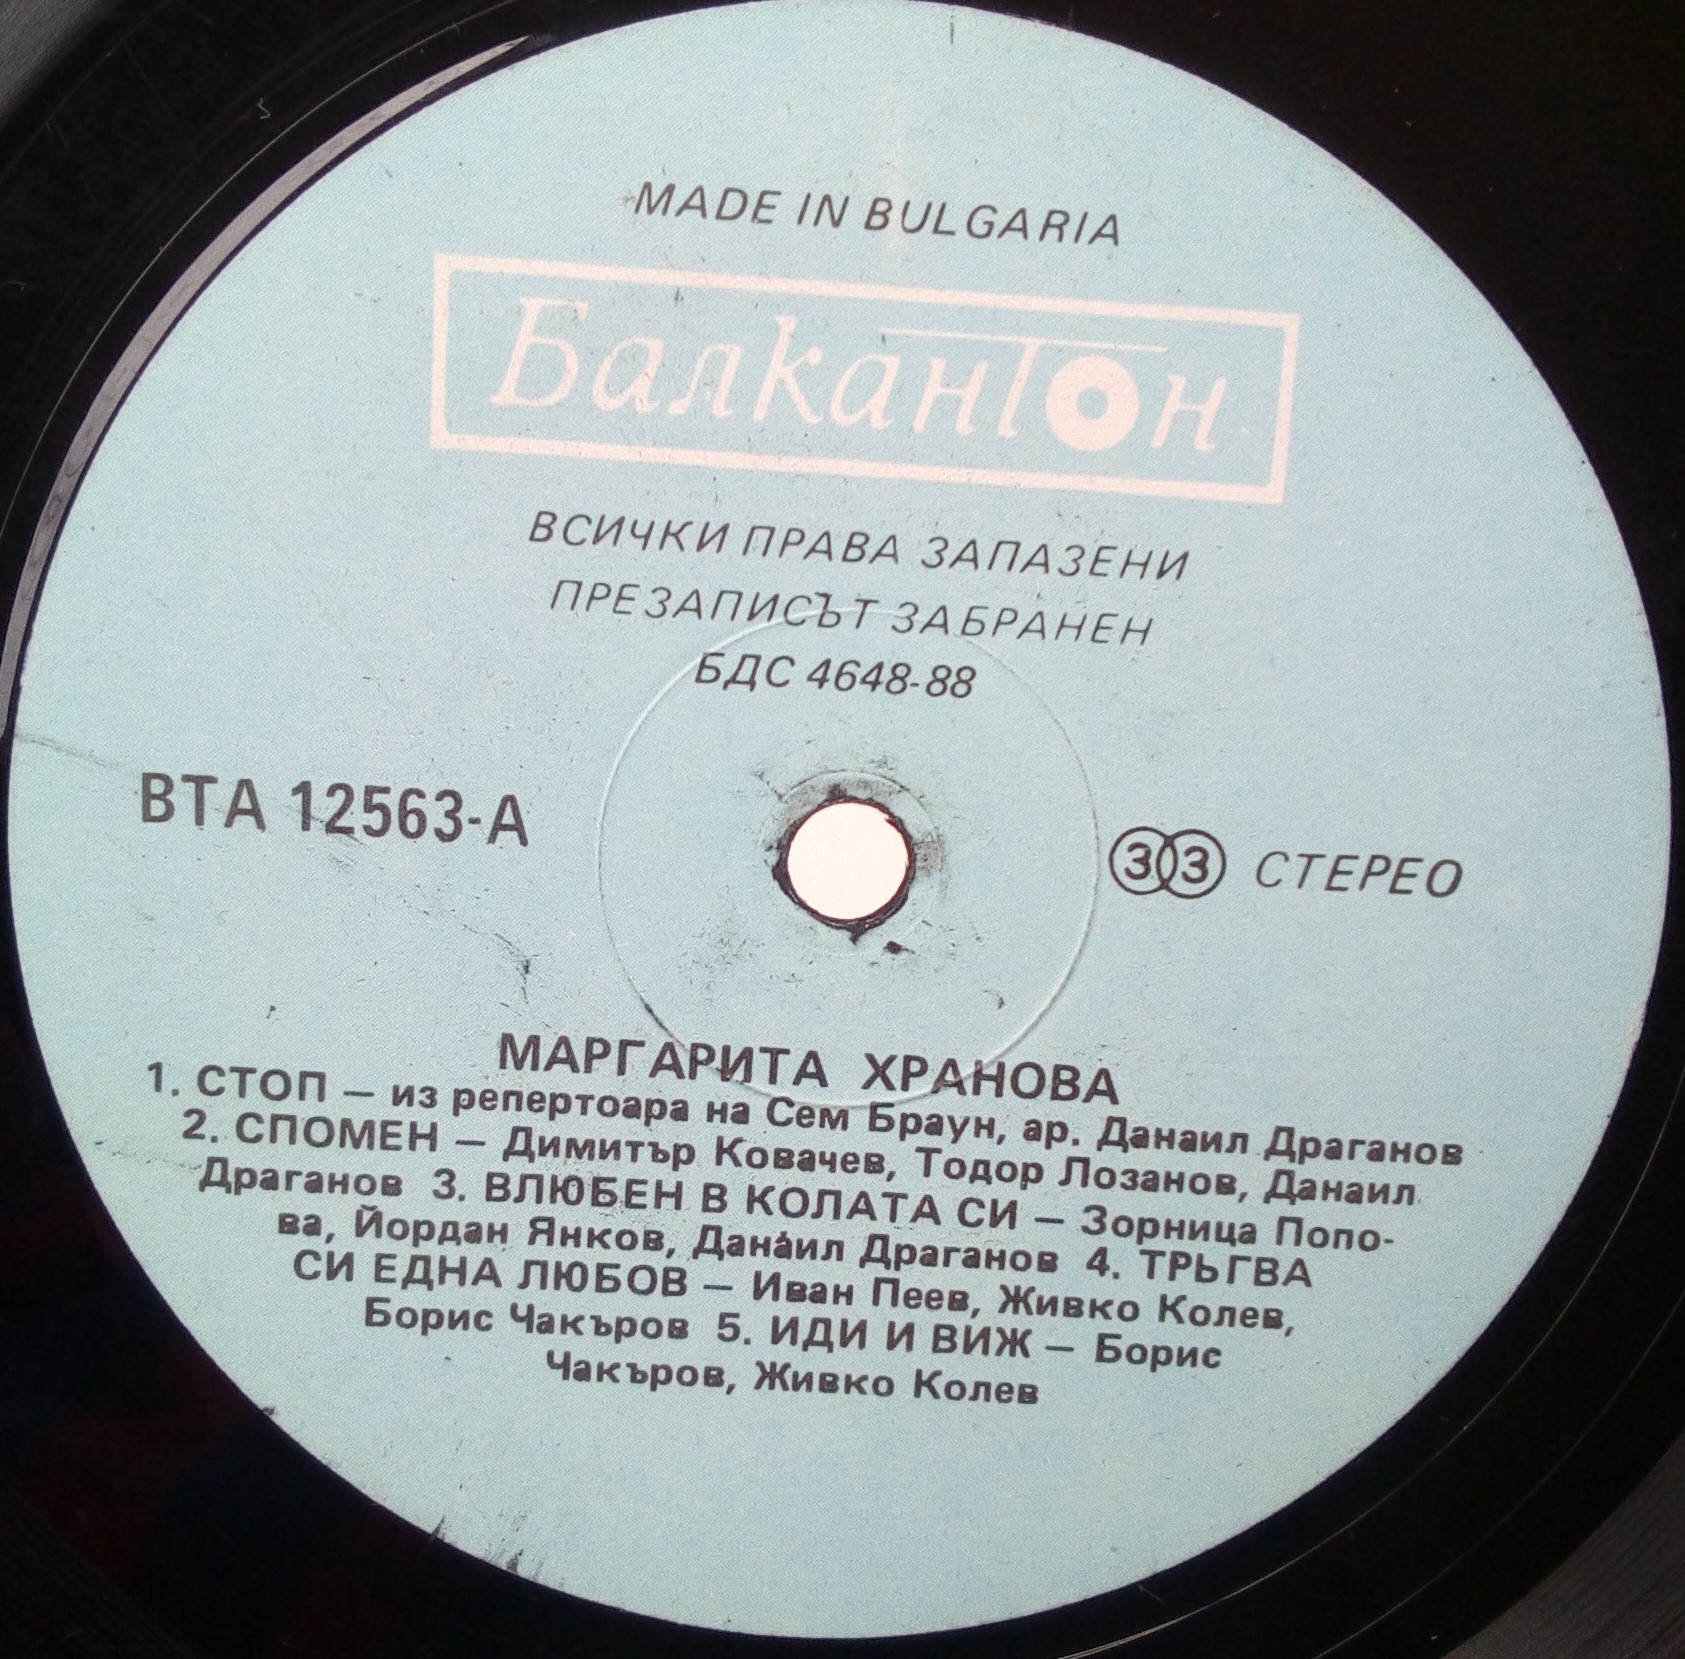 MADE IN BULGARIA
Балкантон
ВСИЧКИ ПРАВА ЗАПАЗЕНИ
ПРЕЗАПИСЪТ ЗАБРАНЕН
БДС 4648-88
ВТА 12563-А
33 СТЕРЕО
МАРГАРИТА ХРАНОВА
1. СТОП — из репертоара на Сем Браун, ар. Данаил Драганов
2. СПОМЕН — Димитър Ковачев, Тодор Лозанов, Данаил
Драганов 3. ВЛЮБЕН В КОЛАТА СИ — Зорница Попо-
ва, Йордан Янков, Данаил Драганов 4. ТРЪГВА
СИ ЕДНА ЛЮБОВ — Иван Пеев, Живко Колев,
Борис Чакъров 5. ИДИ И ВИЖ — Борис
Чакъров, Живко Колев